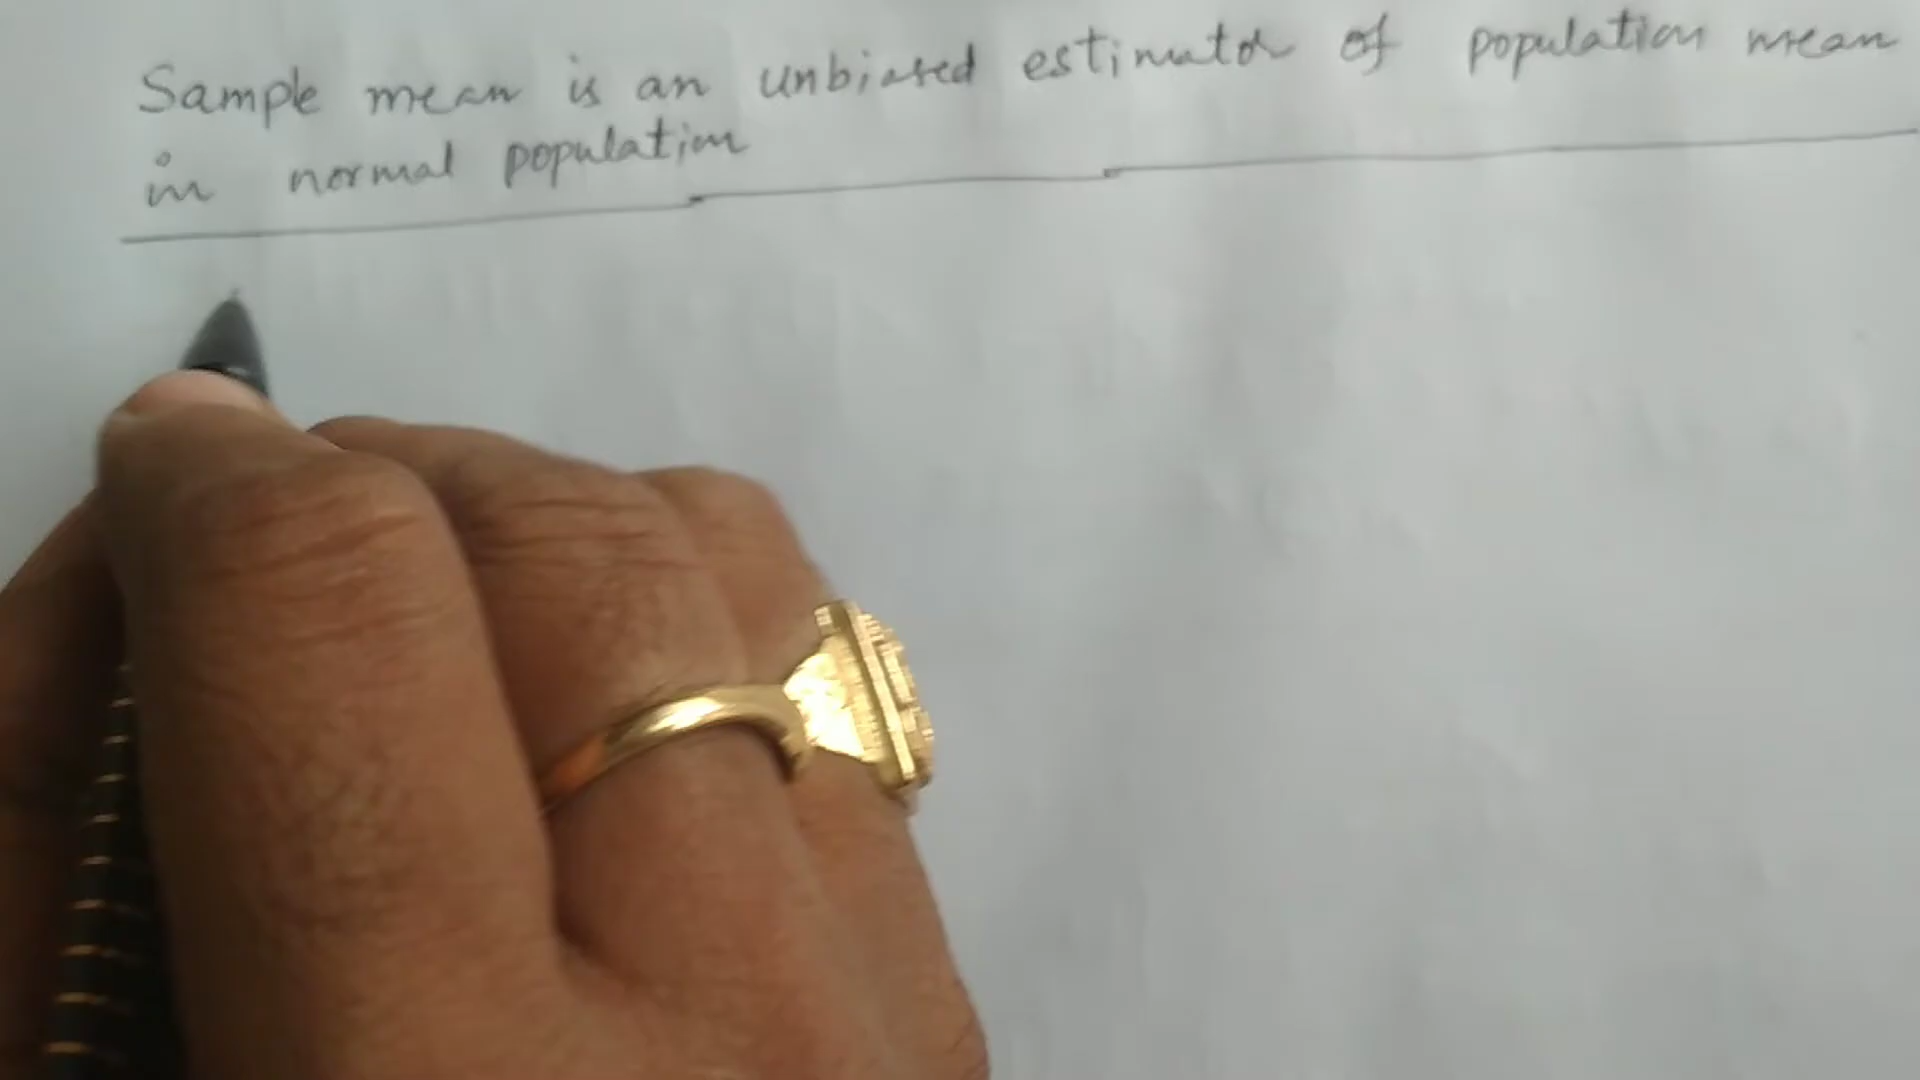 Sample mean is an unbiased estimator of population mean
in normal population